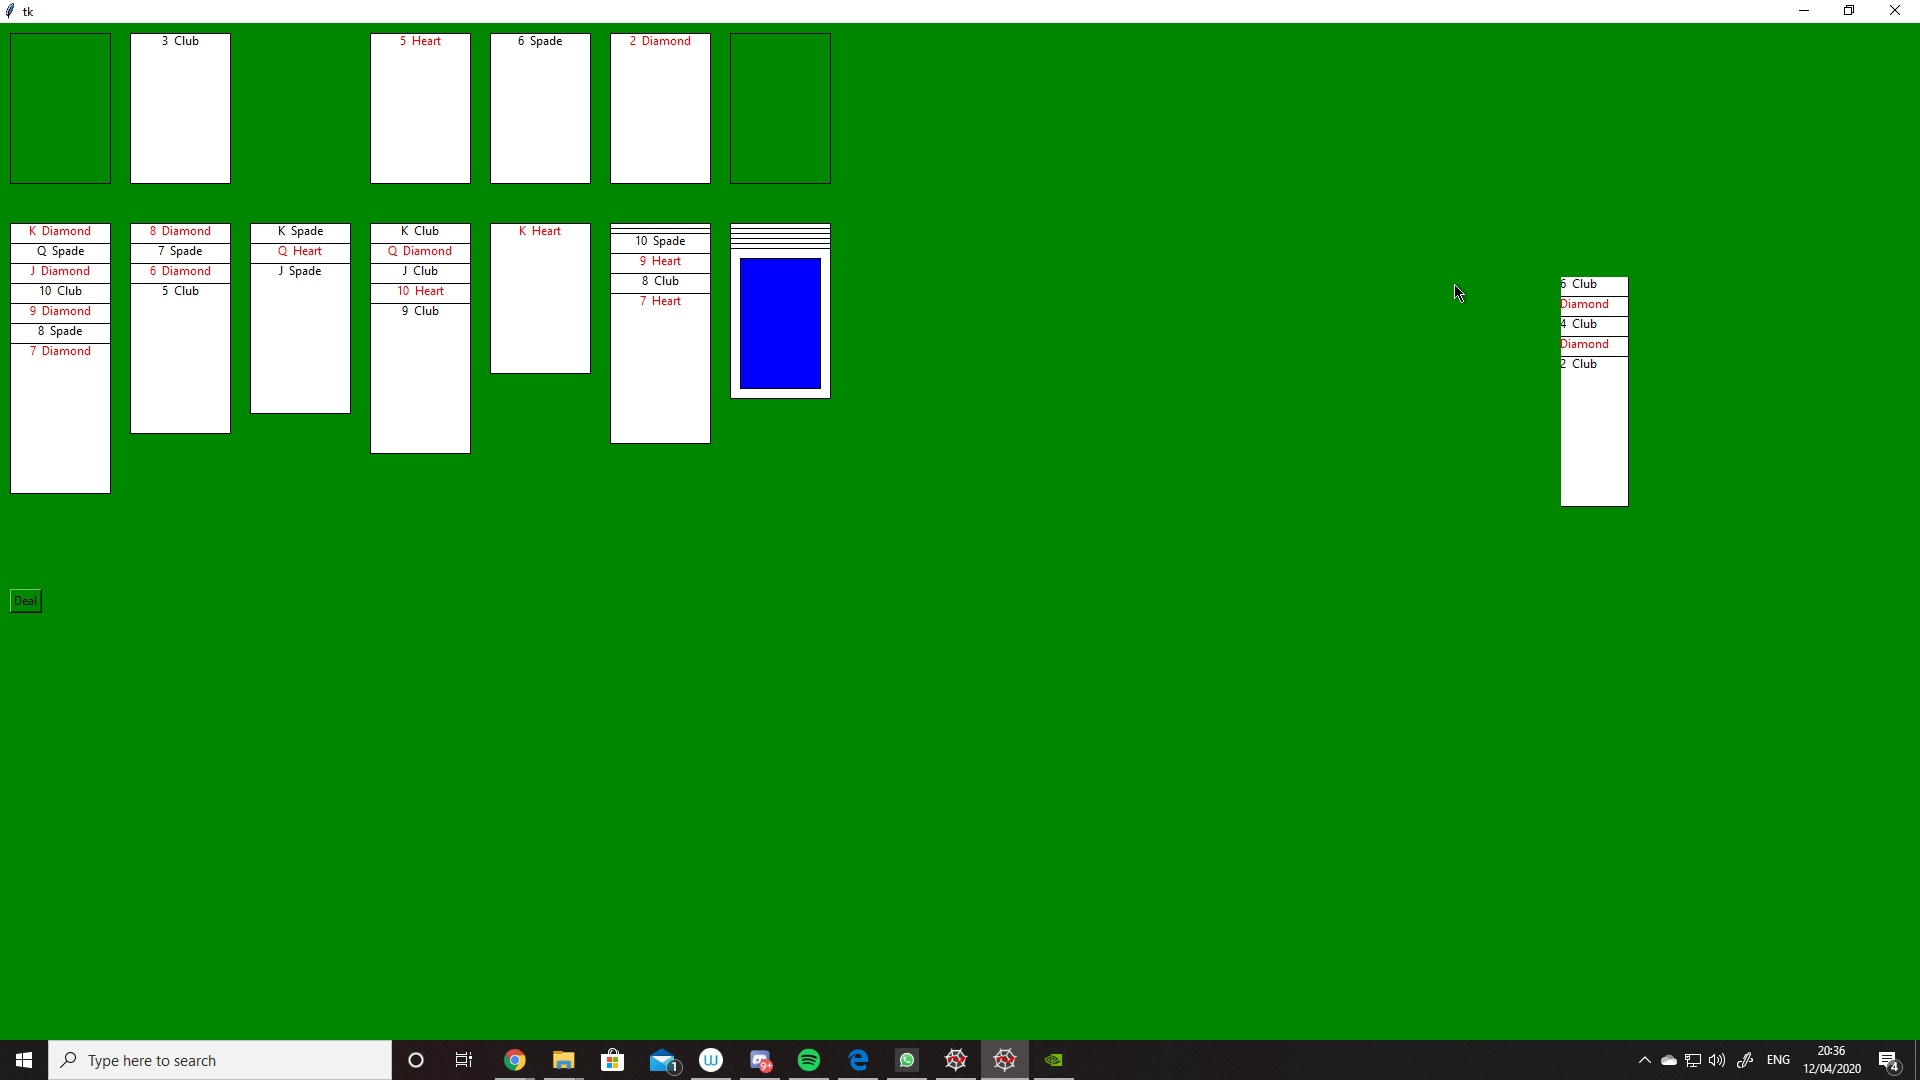 tk
3 Club
5 Heart
6 Spade
2 Diamond
K Diamond
Q Spade
J Diamond
10 Club
9 Diamond
8 Spade
7 Diamond
8 Diamond
7 Spade
6 Diamond
5 Club
K Spade
Q Heart
J Spade
K Club
Q Diamond
J Club
10 Heart
9 Club
K Heart
10 Spade
9 Heart
8 Club
7 Heart
6 Club
Diamond
4 Club
Diamond
2 Club
Deal
Type here to search
1
W
9+
ENG
20:36
12/04/2020
4